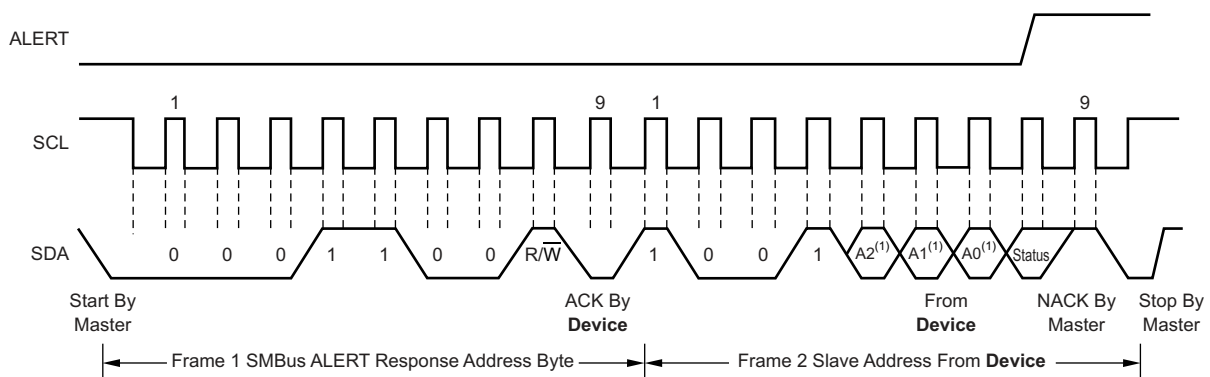 ALERT
1 9 1 9
SCL
SDA 0 0 0 1 1 0 0 R/W 1 0 0 1 A2(1) A1(1) A0(1) Status
Start By
Master
ACK By
Device
From
Device
NACK By
Master
Stop By
Master
Frame 1 SMBus ALERT Response Address Byte
Frame 2 Slave Address From Device